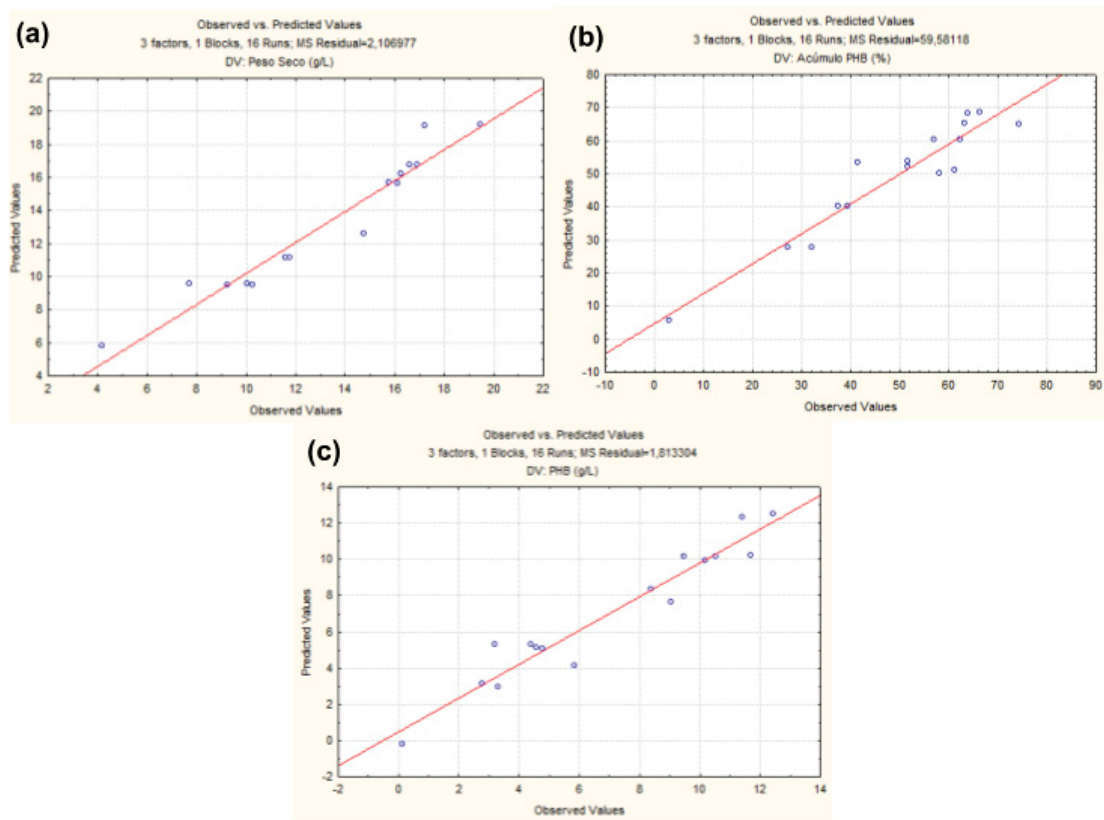 (a)
Observed vs. Predicted Values
3 factors, 1 Blocks, 16 Runs; MS Residual=2,106977
DV: Peso Seco (g/L)
22
20
18
16
14
12
10
8
6
4
Predicted Values
2 4 6 8 10 12 14 16 18 20 22
Observed Values
(b)
Observed vs. Predicted Values
3 factors, 1 Blocks, 16 Runs; MS Residual=59,58118
DV: Acúmulo PHB (%)
80
70
60
50
40
30
20
10
0
-10
Predicted Values
-10 0 10 20 30 40 50 60 70 80 90
Observed Values
(c)
Observed vs. Predicted Values
3 factors, 1 Blocks, 16 Runs; MS Residual=1,813304
DV: PHB (g/L)
14
12
10
8
6
4
2
0
-2
Predicted Values
-2 0 2 4 6 8 10 12 14
Observed Values